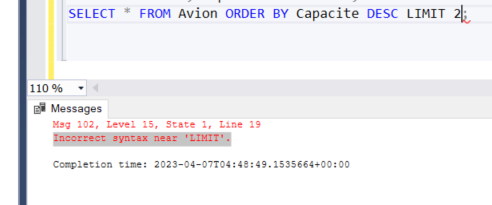 SELECT * FROM Avion ORDER BY Capacite DESC LIMIT 2;
110 %
Messages
Msg 102, Level 15, State 1, Line 19
Incorrect syntax near 'LIMIT'.
Completion time: 2023-04-07T04:48:49.1535664+00:00